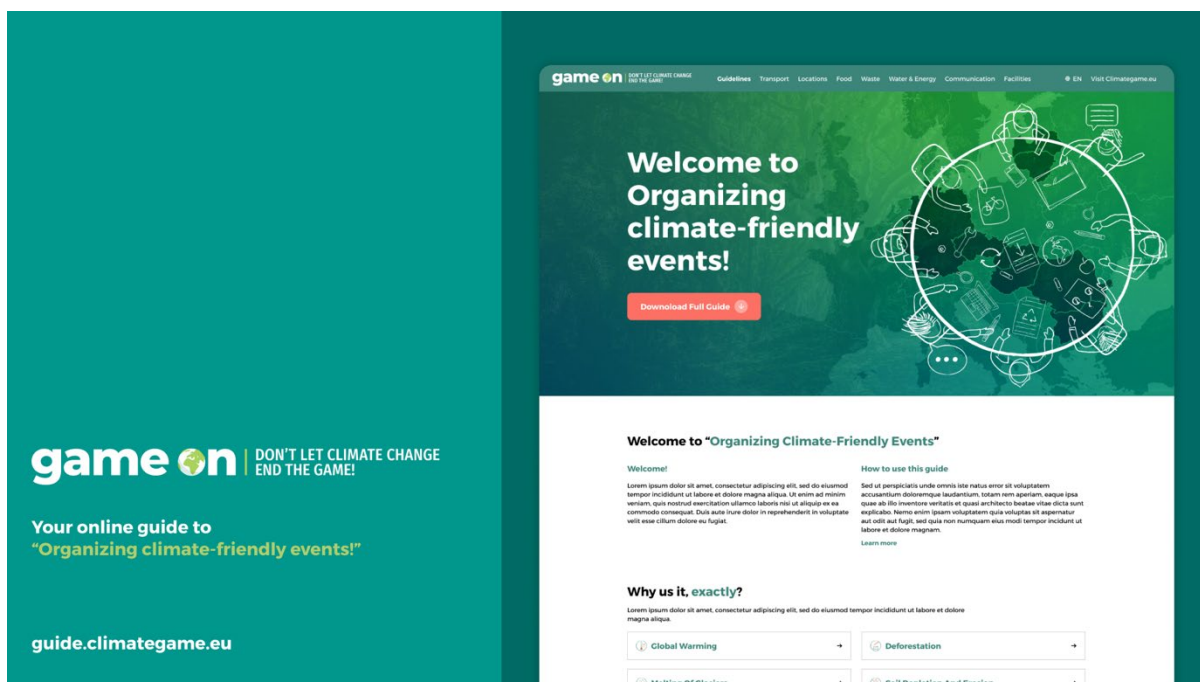 game on
DON'T LET CLIMATE CHANGE
END THE GAME!
Your online guide to
“Organizing climate-friendly events!”
guide.climategame.eu
game on DON'T LET CLIMATE CHANGE
END THE GAME!
Guidelines Transport Locations Food Waste Water & Energy Communication Facilities EN Visit Climategame.eu
Welcome to
Organizing
climate-friendly
events!
Downoload Full Guide
Welcome to “Organizing Climate-Friendly Events”
Welcome!
Lorem ipsum dolor sit amet, consectetur adipiscing elit, sed do eiusmod
tempor incididunt ut labore et dolore magna aliqua. Ut enim ad minim
veniam, quis nostrud exercitation ullamco laboris nisi ut aliquip ex ea
commodo consequat. Duis aute irure dolor in reprehenderit in voluptate
velit esse cillum dolore eu fugiat.
How to use this guide
Sed ut perspiciatis unde omnis iste natus error sit voluptatem
accusantium doloremque laudantium, totam rem aperiam, eaque ipsa
quae ab illo inventore veritatis et quasi architecto beatae vitae dicta sunt
explicabo. Nemo enim ipsam voluptatem quia voluptas sit aspernatur
aut odit aut fugit, sed quia non numquam eius modi tempor incidunt ut
labore et dolore magnam.
Learn more
Why us it, exactly?
Lorem ipsum dolor sit amet, consectetur adipiscing elit, sed do eiusmod tempor incididunt ut labore et dolore
magna aliqua.
Global Warming
Deforestation
Melting Of Glaciers
Soil Depletion And Erosion